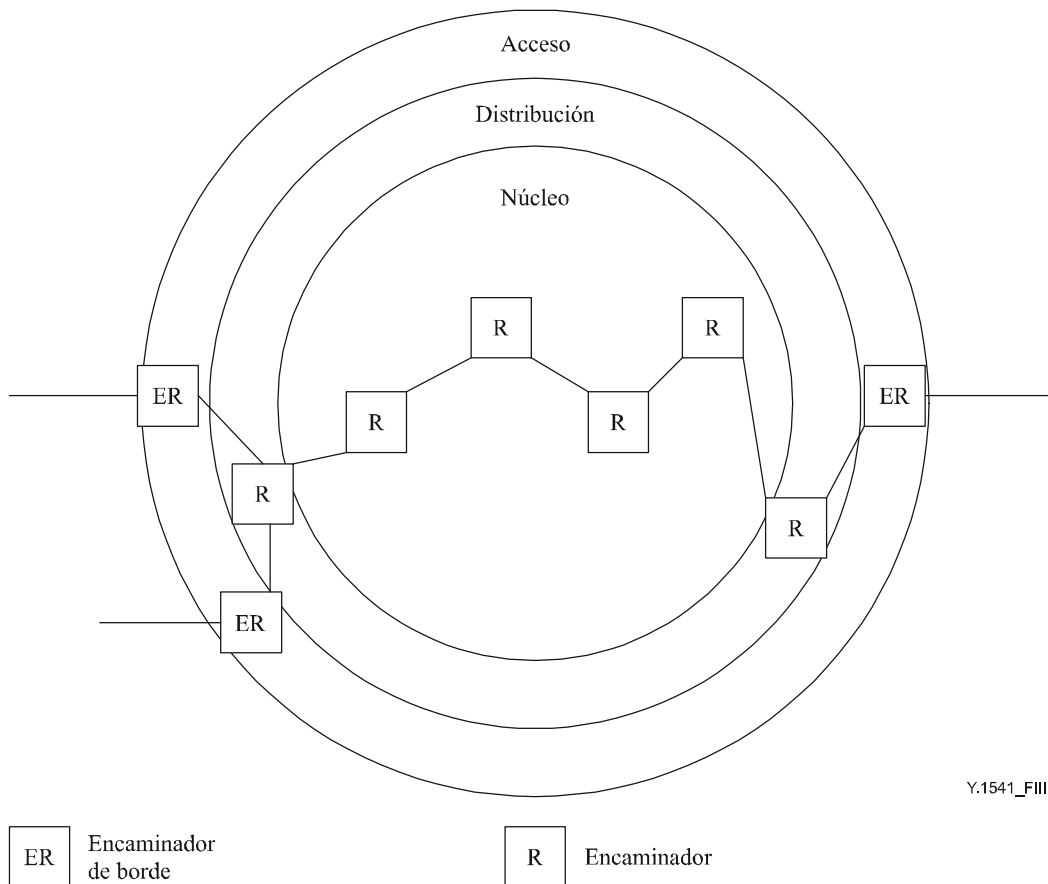 Acceso
Distribución
Núcleo
R
R
ER
ER
R
R
R
R
ER
Y.1541_FIII
ER
Encaminador
de borde
R
Encaminador